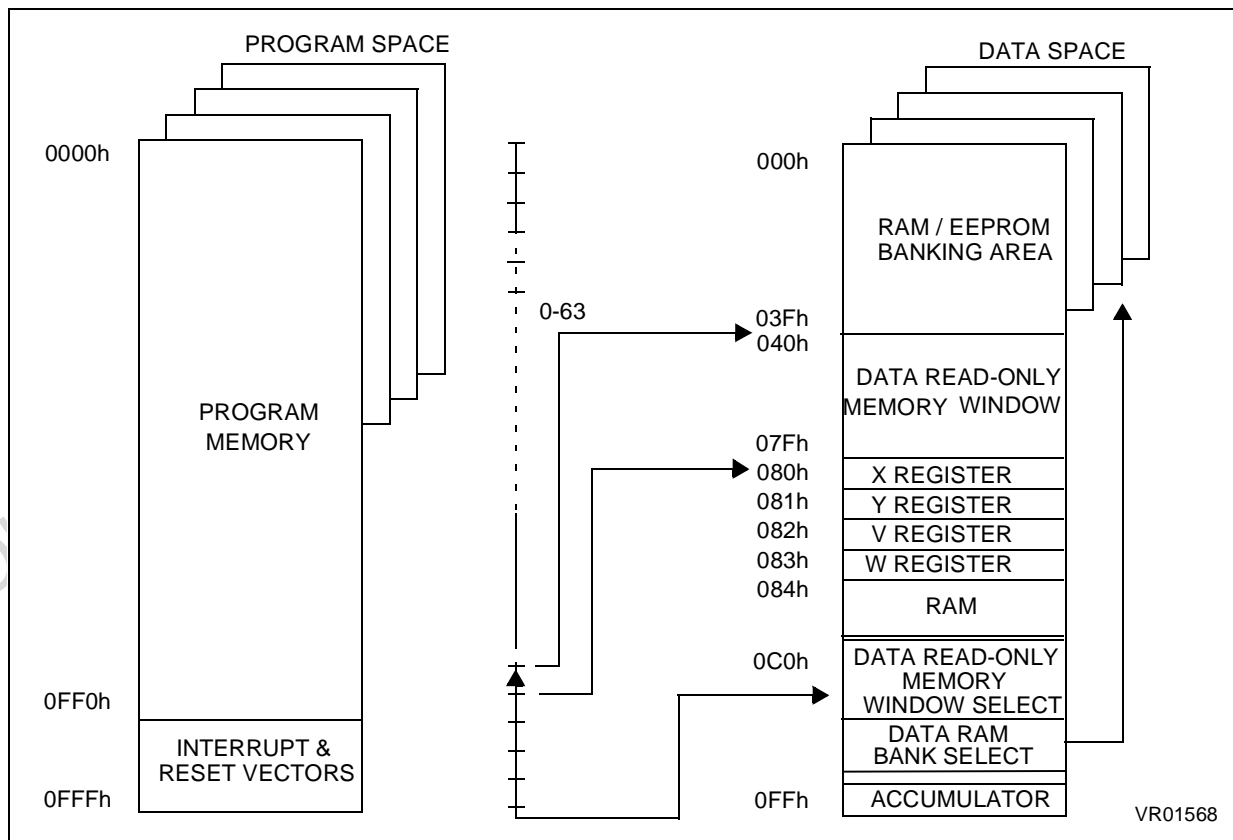 PROGRAM SPACE
0000h
PROGRAM
MEMORY
0FF0h
INTERRUPT &
RESET VECTORS
0FFFh
0-63
DATA SPACE
000h
RAM / EEPROM
BANKING AREA
03Fh
040h
DATA READ-ONLY
MEMORY WINDOW
07Fh
080h
X REGISTER
081h
Y REGISTER
082h
V REGISTER
083h
W REGISTER
084h
RAM
0C0h
DATA READ-ONLY
MEMORY
WINDOW SELECT
DATA RAM
BANK SELECT
0FFh
ACCUMULATOR
VR01568